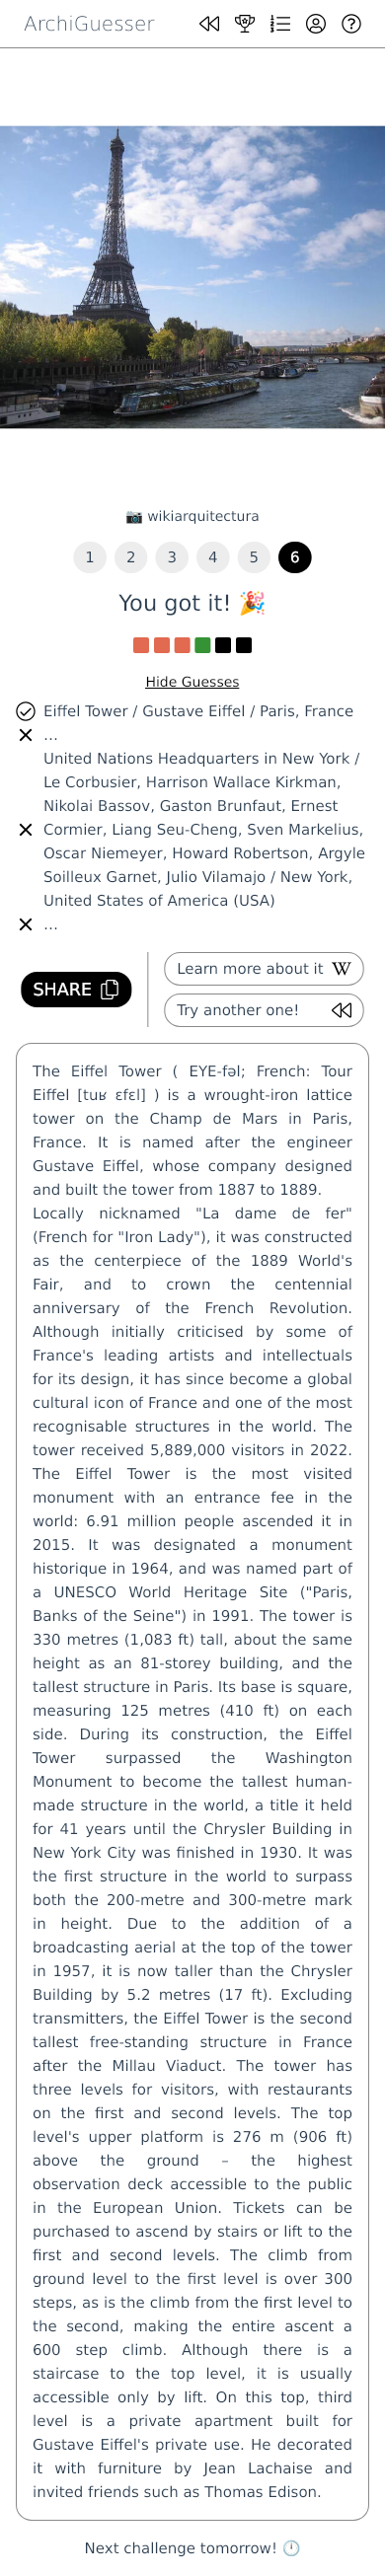 ArchiGuesser
wikiarquitectura
1 2 3 4 5 6
You got it! 🎉
Hide Guesses
Eiffel Tower / Gustave Eiffel / Paris, France
...
United Nations Headquarters in New York /
Le Corbusier, Harrison Wallace Kirkman,
Nikolai Bassov, Gaston Brunfaut, Ernest
Cormier, Liang Seu-Cheng, Sven Markelius,
Oscar Niemeyer, Howard Robertson, Argyle
Soilleux Garnet, Julio Vilamajo / New York,
United States of America (USA)
...
SHARE
Learn more about it W
Try another one!
The Eiffel Tower ( EYE-fəl; French: Tour
Eiffel [tuʁ ɛfɛl] ) is a wrought-iron lattice
tower on the Champ de Mars in Paris,
France. It is named after the engineer
Gustave Eiffel, whose company designed
and built the tower from 1887 to 1889.
Locally nicknamed "La dame de fer"
(French for "Iron Lady"), it was constructed
as the centerpiece of the 1889 World's
Fair, and to crown the centennial
anniversary of the French Revolution.
Although initially criticised by some of
France's leading artists and intellectuals
for its design, it has since become a global
cultural icon of France and one of the most
recognisable structures in the world. The
tower received 5,889,000 visitors in 2022.
The Eiffel Tower is the most visited
monument with an entrance fee in the
world: 6.91 million people ascended it in
2015. It was designated a monument
historique in 1964, and was named part of
a UNESCO World Heritage Site ("Paris,
Banks of the Seine") in 1991. The tower is
330 metres (1,083 ft) tall, about the same
height as an 81-storey building, and the
tallest structure in Paris. Its base is square,
measuring 125 metres (410 ft) on each
side. During its construction, the Eiffel
Tower surpassed the Washington
Monument to become the tallest human-
made structure in the world, a title it held
for 41 years until the Chrysler Building in
New York City was finished in 1930. It was
the first structure in the world to surpass
both the 200-metre and 300-metre mark
in height. Due to the addition of a
broadcasting aerial at the top of the tower
in 1957, it is now taller than the Chrysler
Building by 5.2 metres (17 ft). Excluding
transmitters, the Eiffel Tower is the second
tallest free-standing structure in France
after the Millau Viaduct. The tower has
three levels for visitors, with restaurants
on the first and second levels. The top
level's upper platform is 276 m (906 ft)
above the ground – the highest
observation deck accessible to the public
in the European Union. Tickets can be
purchased to ascend by stairs or lift to the
first and second levels. The climb from
ground level to the first level is over 300
steps, as is the climb from the first level to
the second, making the entire ascent a
600 step climb. Although there is a
staircase to the top level, it is usually
accessible only by lift. On this top, third
level is a private apartment built for
Gustave Eiffel's private use. He decorated
it with furniture by Jean Lachaise and
invited friends such as Thomas Edison.
Next challenge tomorrow! 🕛